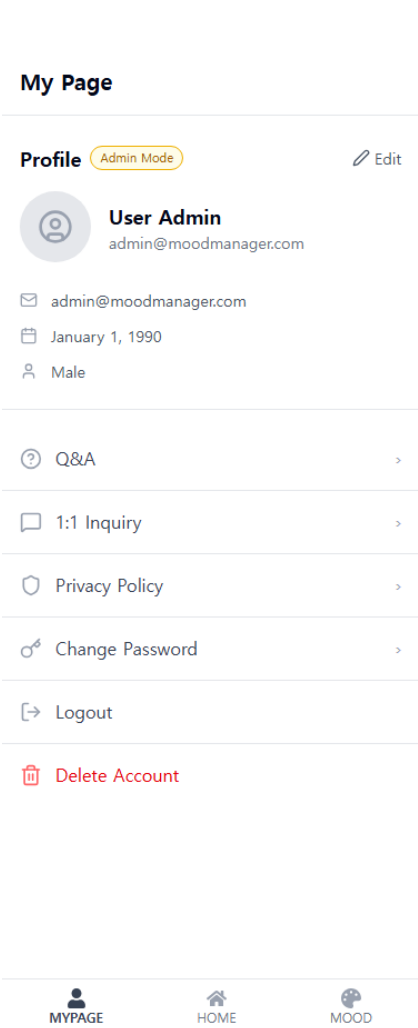 My Page
Profile Admin Mode Edit
User Admin
admin@moodmanager.com
admin@moodmanager.com
January 1, 1990
Male
Q&A
1:1 Inquiry
Privacy Policy
Change Password
Logout
Delete Account
MYPAGE HOME MOOD